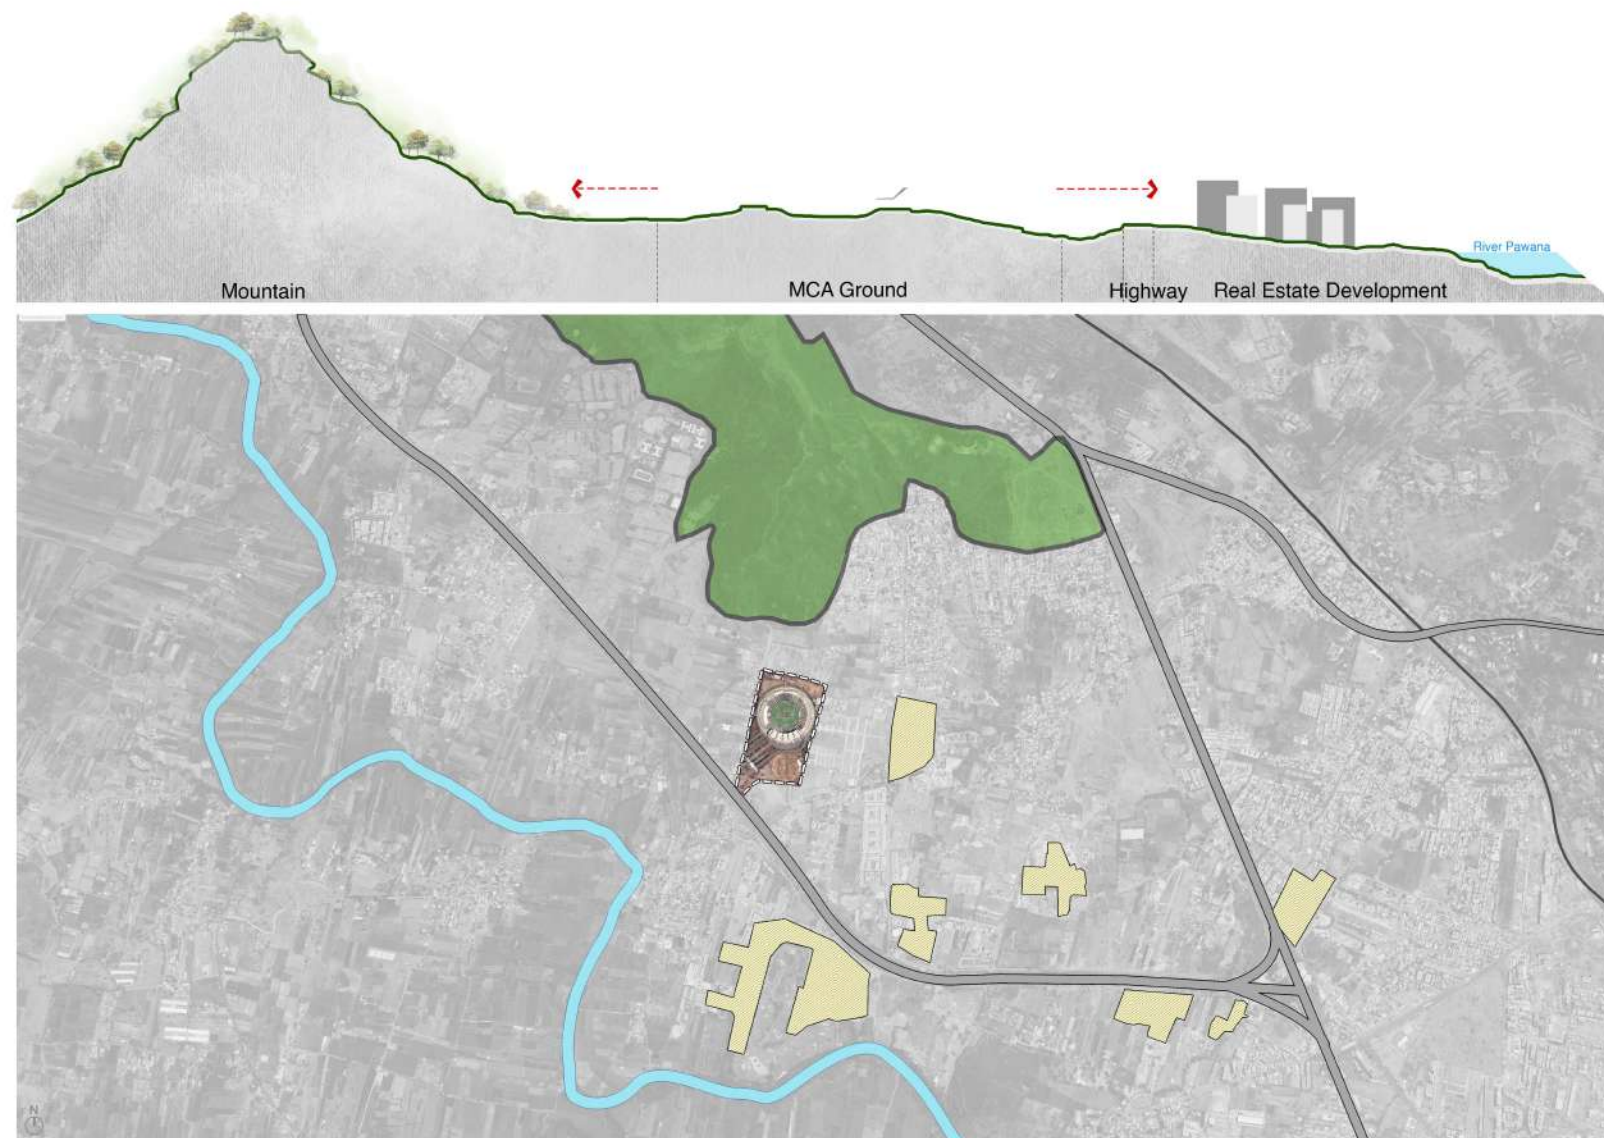 River Pawana
Mountain
MCA Ground
Highway
Real Estate Development
N